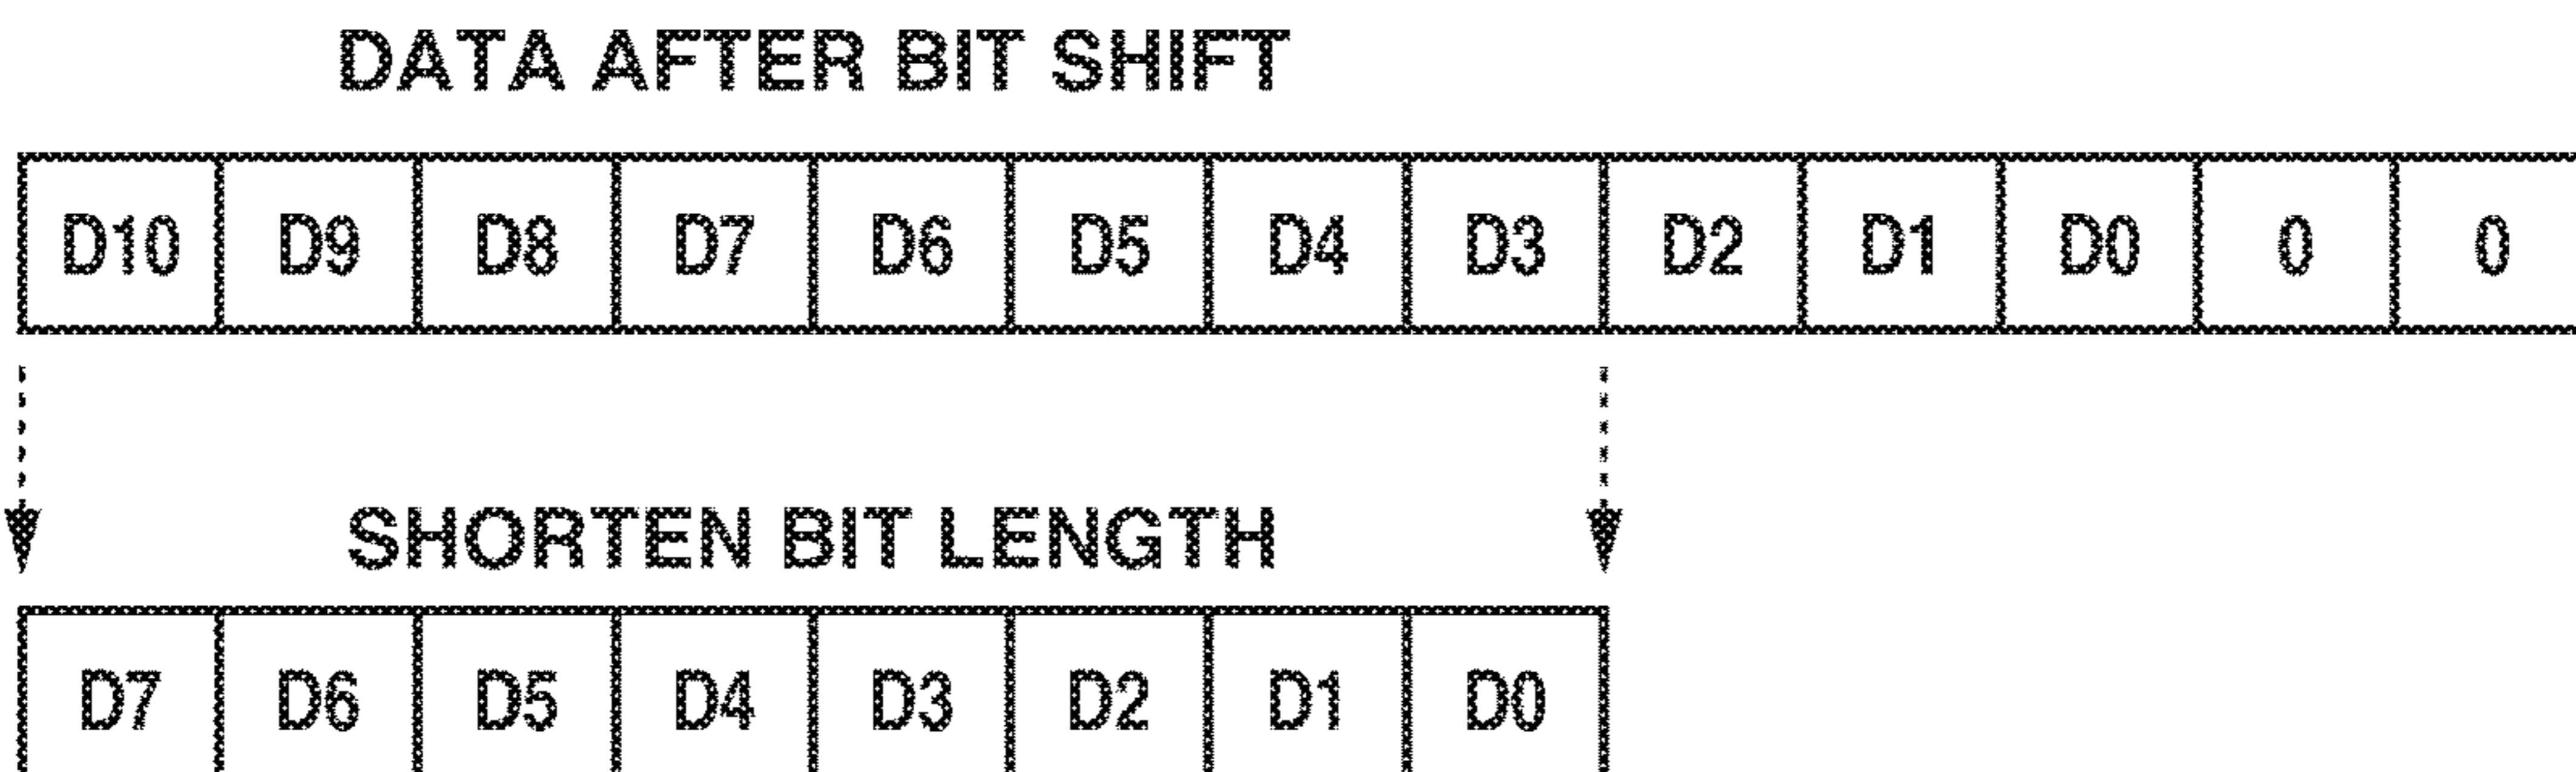 DATA AFTER BIT SHIFT
D10 D9 D8 D7 D6 D5 D4 D3 D2 D1 D0 0 0
SHORTEN BIT LENGTH
D7 D6 D5 D4 D3 D2 D1 D0